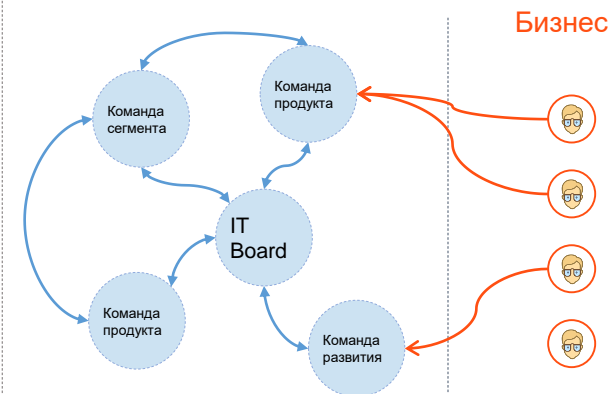 Бизнес
Команда
продукта
Команда
сегмента
IT
Board
Команда
продукта
Команда
развития